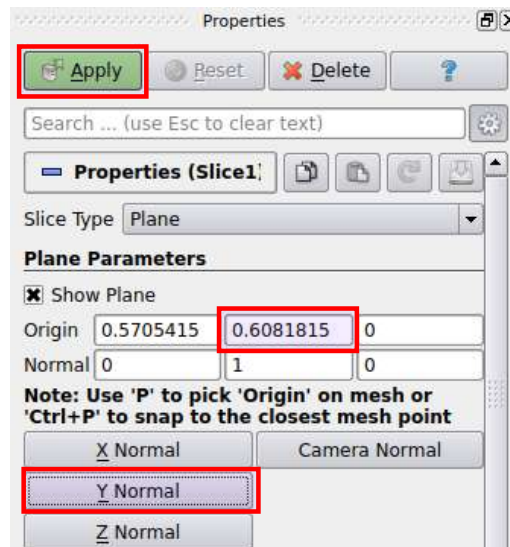 Properties
Apply Reset Delete ?
Search ... (use Esc to clear text)
Properties (Slice1)
Slice Type Plane
Plane Parameters
Show Plane
Origin 0.5705415 0.6081815 0
Normal 0 1 0
Note: Use 'P' to pick 'Origin' on mesh or
'Ctrl+P' to snap to the closest mesh point
X Normal Camera Normal
Y Normal
Z Normal